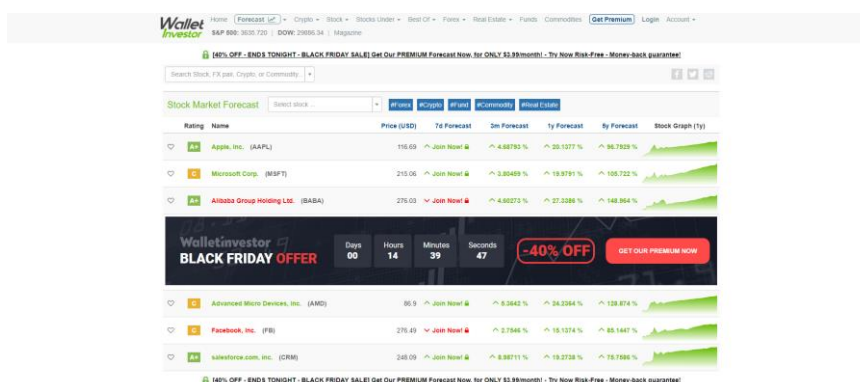 Wallet Investor
Home Forecast Crypto Stock Stocks Under Best Of Forex Real Estate Funds Commodities Get Premium Login Account
S&P 500: 3635.720 | DOW: 29886.34 | Magazine
[40% OFF - ENDS TONIGHT - BLACK FRIDAY SALE] Get Our PREMIUM Forecast Now, for ONLY $3.99/month! - Try Now Risk-Free - Money-back guarantee!
Search Stock, FX pair, Crypto, or Commodity...
Stock Market Forecast Select stock ... #Forex #Crypto #Fund #Commodity #Real Estate
Rating Name Price (USD) 7d Forecast 3m Forecast 1y Forecast 5y Forecast Stock Graph (1y)
A+ Apple, Inc. (AAPL) 116.69 Join Now! 4.68793 % 20.1377 % 96.7929 %
C Microsoft Corp. (MSFT) 215.06 Join Now! 3.80459 % 19.9791 % 105.722 %
A+ Alibaba Group Holding Ltd. (BABA) 276.03 Join Now! 4.60273 % 27.3386 % 148.964 %
Walletinvestor
BLACK FRIDAY OFFER
Days Hours Minutes Seconds
00 14 39 47
-40% OFF
GET OUR PREMIUM NOW
C Advanced Micro Devices, Inc. (AMD) 86.9 Join Now! 24.2364 % 128.874 %
C Facebook, Inc. (FB) 276.49 Join Now! 2.7846 % 15.1374 %
A+ salesforce.com, inc. (CRM) 248.09 Join Now! 8.98711 % 19.2738 %
[40% OFF - ENDS TONIGHT - BLACK FRIDAY SALE] Get Our PREMIUM Forecast Now, for ONLY $3.99/month! - Try Now Risk-Free - Money-back guarantee!